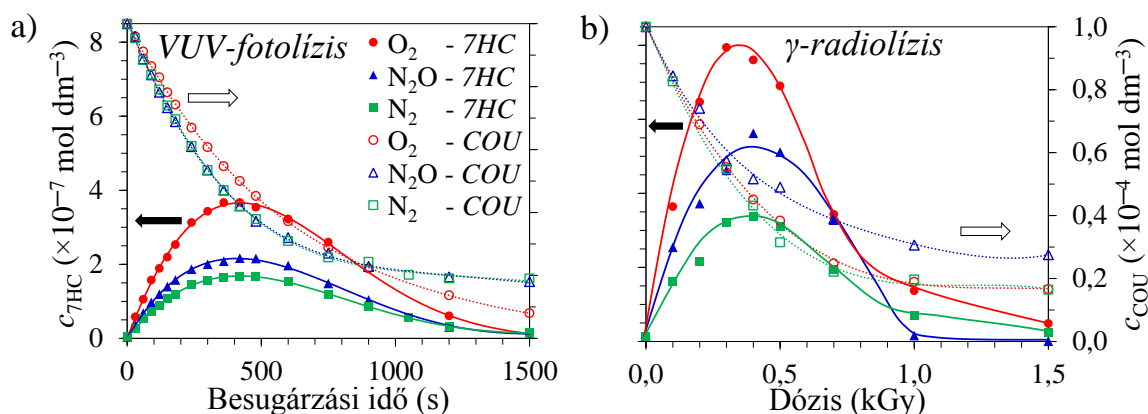 a)
VUV-fotolízis
c7HC (×10⁻⁷ mol dm⁻³)
8
6
4
2
0
O₂ - 7HC
N₂O - 7HC
N₂ - 7HC
O₂ - COU
N₂O - COU
N₂ - COU
0 500 1000 1500
Besugárzási idő (s)
b)
γ-radiolízis
1,0
0,8
0,6
0,4
0,2
0,0
cCOU (×10⁻⁴ mol dm⁻³)
0,0 0,5 1,0 1,5
Dózis (kGy)